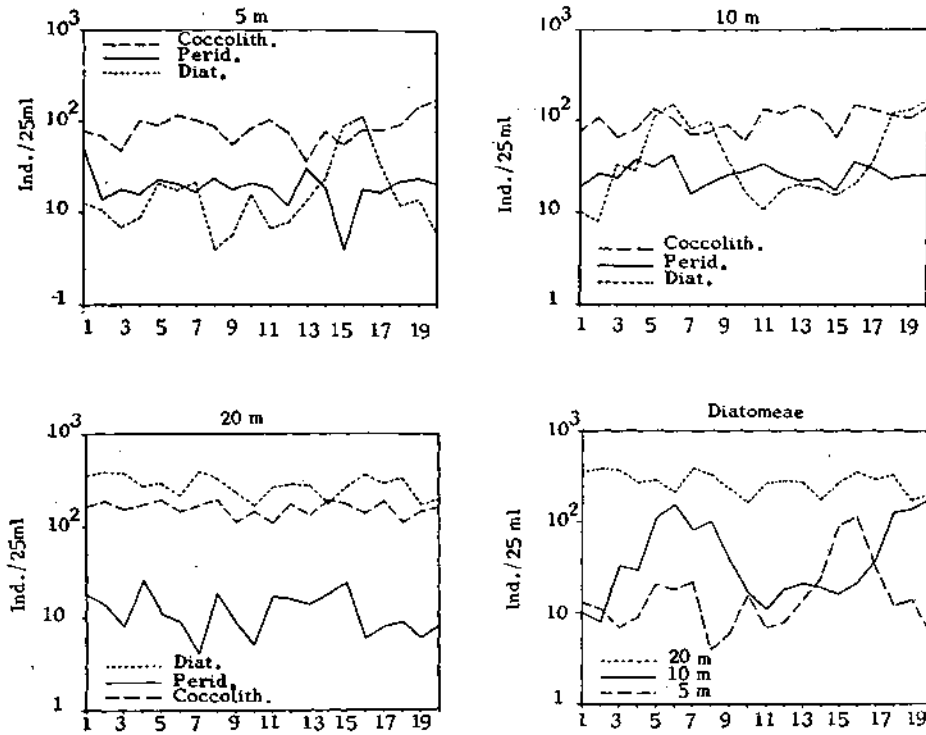 5 m
10³
10²
10
-1
Ind./25ml
Coccolith.
Perid.
Diat.
1 3 5 7 9 11 13 15 17 19
10 m
10³
10²
10
1
Ind./25ml
Coccolith.
Perid.
Diat.
1 3 5 7 9 11 13 15 17 19
20 m
10³
10²
10
1
Ind./25ml
Diat.
Perid.
Coccolith.
1 3 5 7 9 11 13 15 17 19
Diatomeae
10³
10²
10
1
Ind./25 ml
20 m
10 m
5 m
1 3 5 7 9 11 13 15 17 19